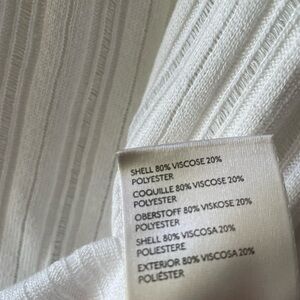 SHELL 80% VISCOSE 20%
POLYESTER
COQUILLE 80% VISCOSE 20%
POLYESTER
OBERSTOFF 80% VISKOSE 20%
POLYESTER
SHELL 80% VISCOSA 20%
POLIESTERE
EXTERIOR 80% VISCOSA 20%
POLIÉSTER